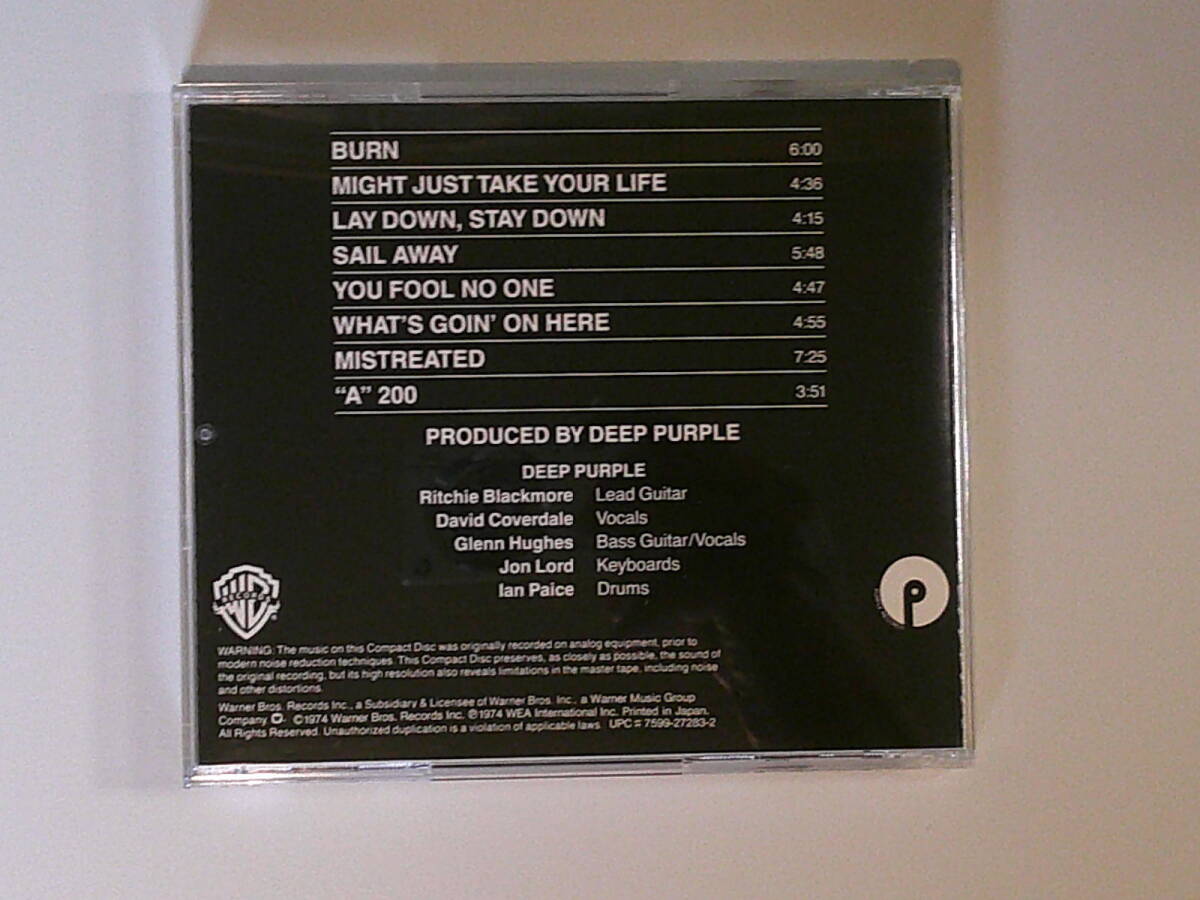 BURN 6:00
MIGHT JUST TAKE YOUR LIFE 4:36
LAY DOWN, STAY DOWN 4:15
SAIL AWAY 5:48
YOU FOOL NO ONE 4:47
WHAT'S GOIN' ON HERE 4:55
MISTREATED 7:25
“A” 200 3:51
PRODUCED BY DEEP PURPLE
DEEP PURPLE
Ritchie Blackmore Lead Guitar
David Coverdale Vocals
Glenn Hughes Bass Guitar/Vocals
Jon Lord Keyboards
Ian Paice Drums
WB
RECORDS
P
WARNING: The music on this Compact Disc was originally recorded on analog equipment, prior to
modern noise reduction techniques. This Compact Disc preserves, as closely as possible, the sound of
the original recording, but its high resolution also reveals limitations in the master tape, including noise
and other distortions.
Warner Bros. Records Inc., a Subsidiary & Licensee of Warner Bros. Inc., a Warner Music Group
Company. ©1974 Warner Bros. Records Inc. ℗1974 WEA International Inc. Printed in Japan.
All Rights Reserved. Unauthorized duplication is a violation of applicable laws. UPC# 7599-27283-2